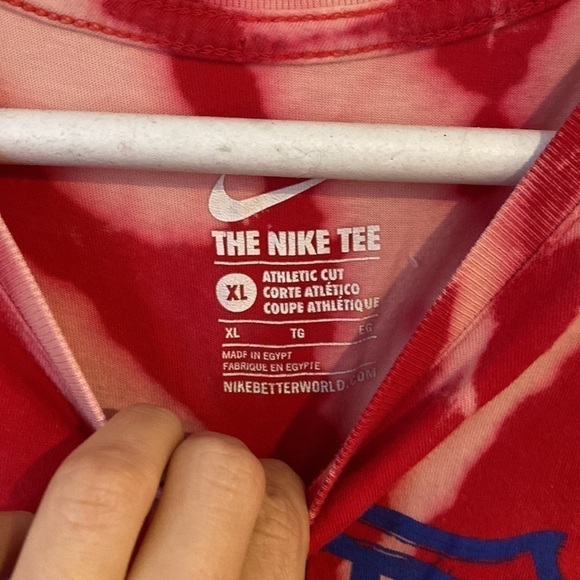 THE NIKE TEE
XL
ATHLETIC CUT
CORTE ATLÉTICO
COUPE ATHLÉTIQUE
XL TG EG
MADE IN EGYPT
FABRIQUE EN EGYPTE
NIKEBETTERWORLD.COM